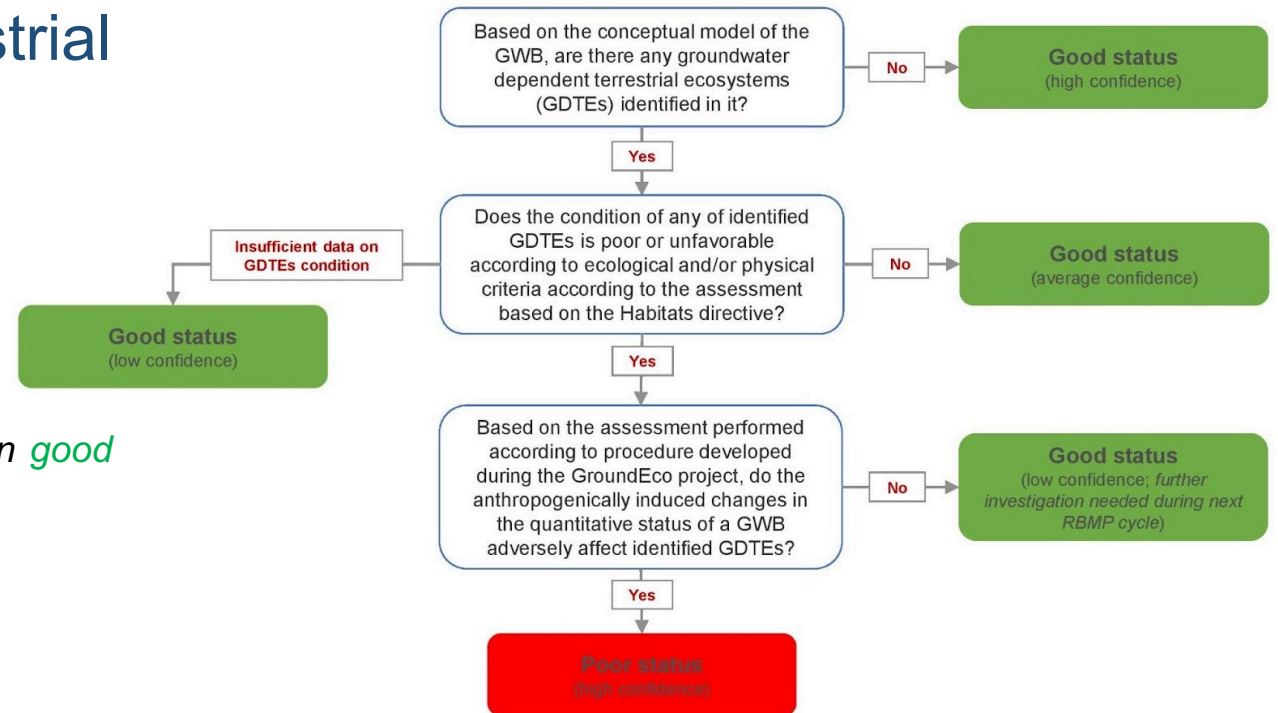 strial
Based on the conceptual model of the
GWB, are there any groundwater
dependent terrestrial ecosystems
(GDTEs) identified in it?
No
Good status
(high confidence)
Yes
Does the condition of any of identified
GDTEs is poor or unfavorable
according to ecological and/or physical
criteria according to the assessment
based on the Habitats directive?
Insufficient data on
GDTEs condition
No
Good status
(average confidence)
Good status
(low confidence)
Yes
n good
Based on the assessment performed
according to procedure developed
during the GroundEco project, do the
anthropogenically induced changes in
the quantitative status of a GWB
adversely affect identified GDTEs?
No
Good status
(low confidence; further
investigation needed during next
RBMP cycle)
Yes
Poor status
(high confidence)